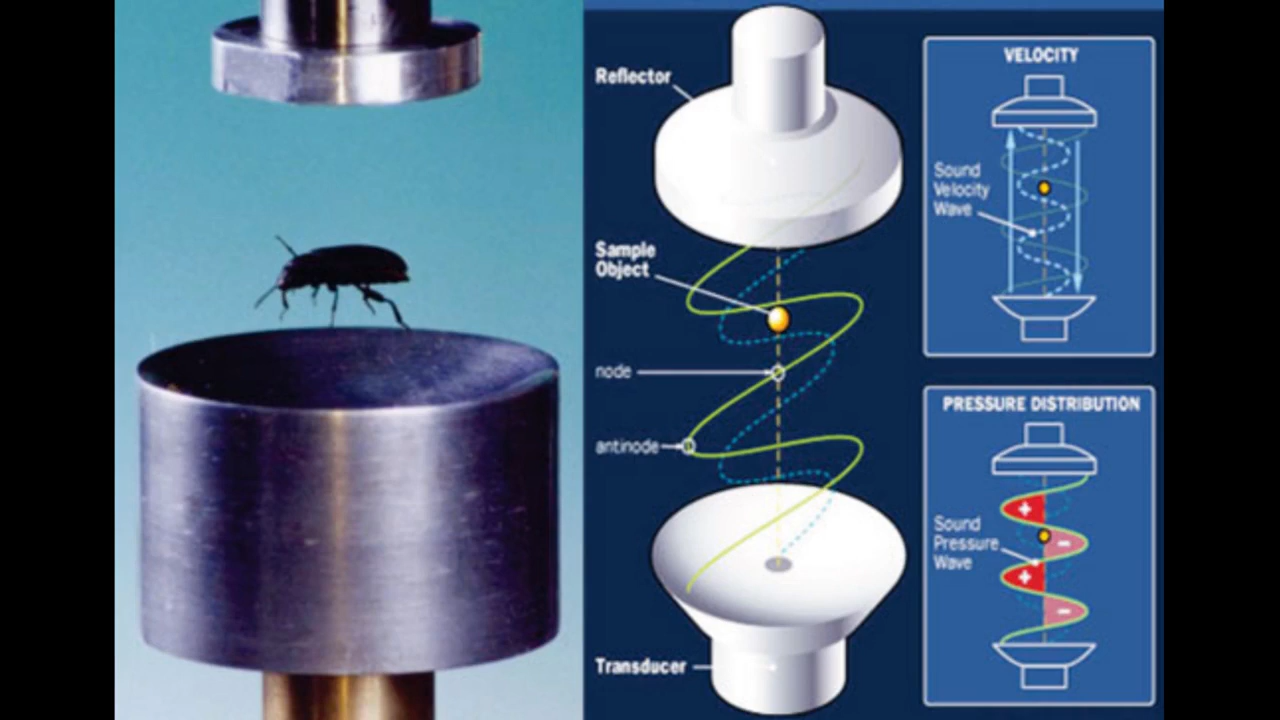 Reflector
Sample
Object
node
antinode
Transducer
VELOCITY
Sound
Velocity
Wave
PRESSURE DISTRIBUTION
+
-
Sound
Pressure
Wave
+
-